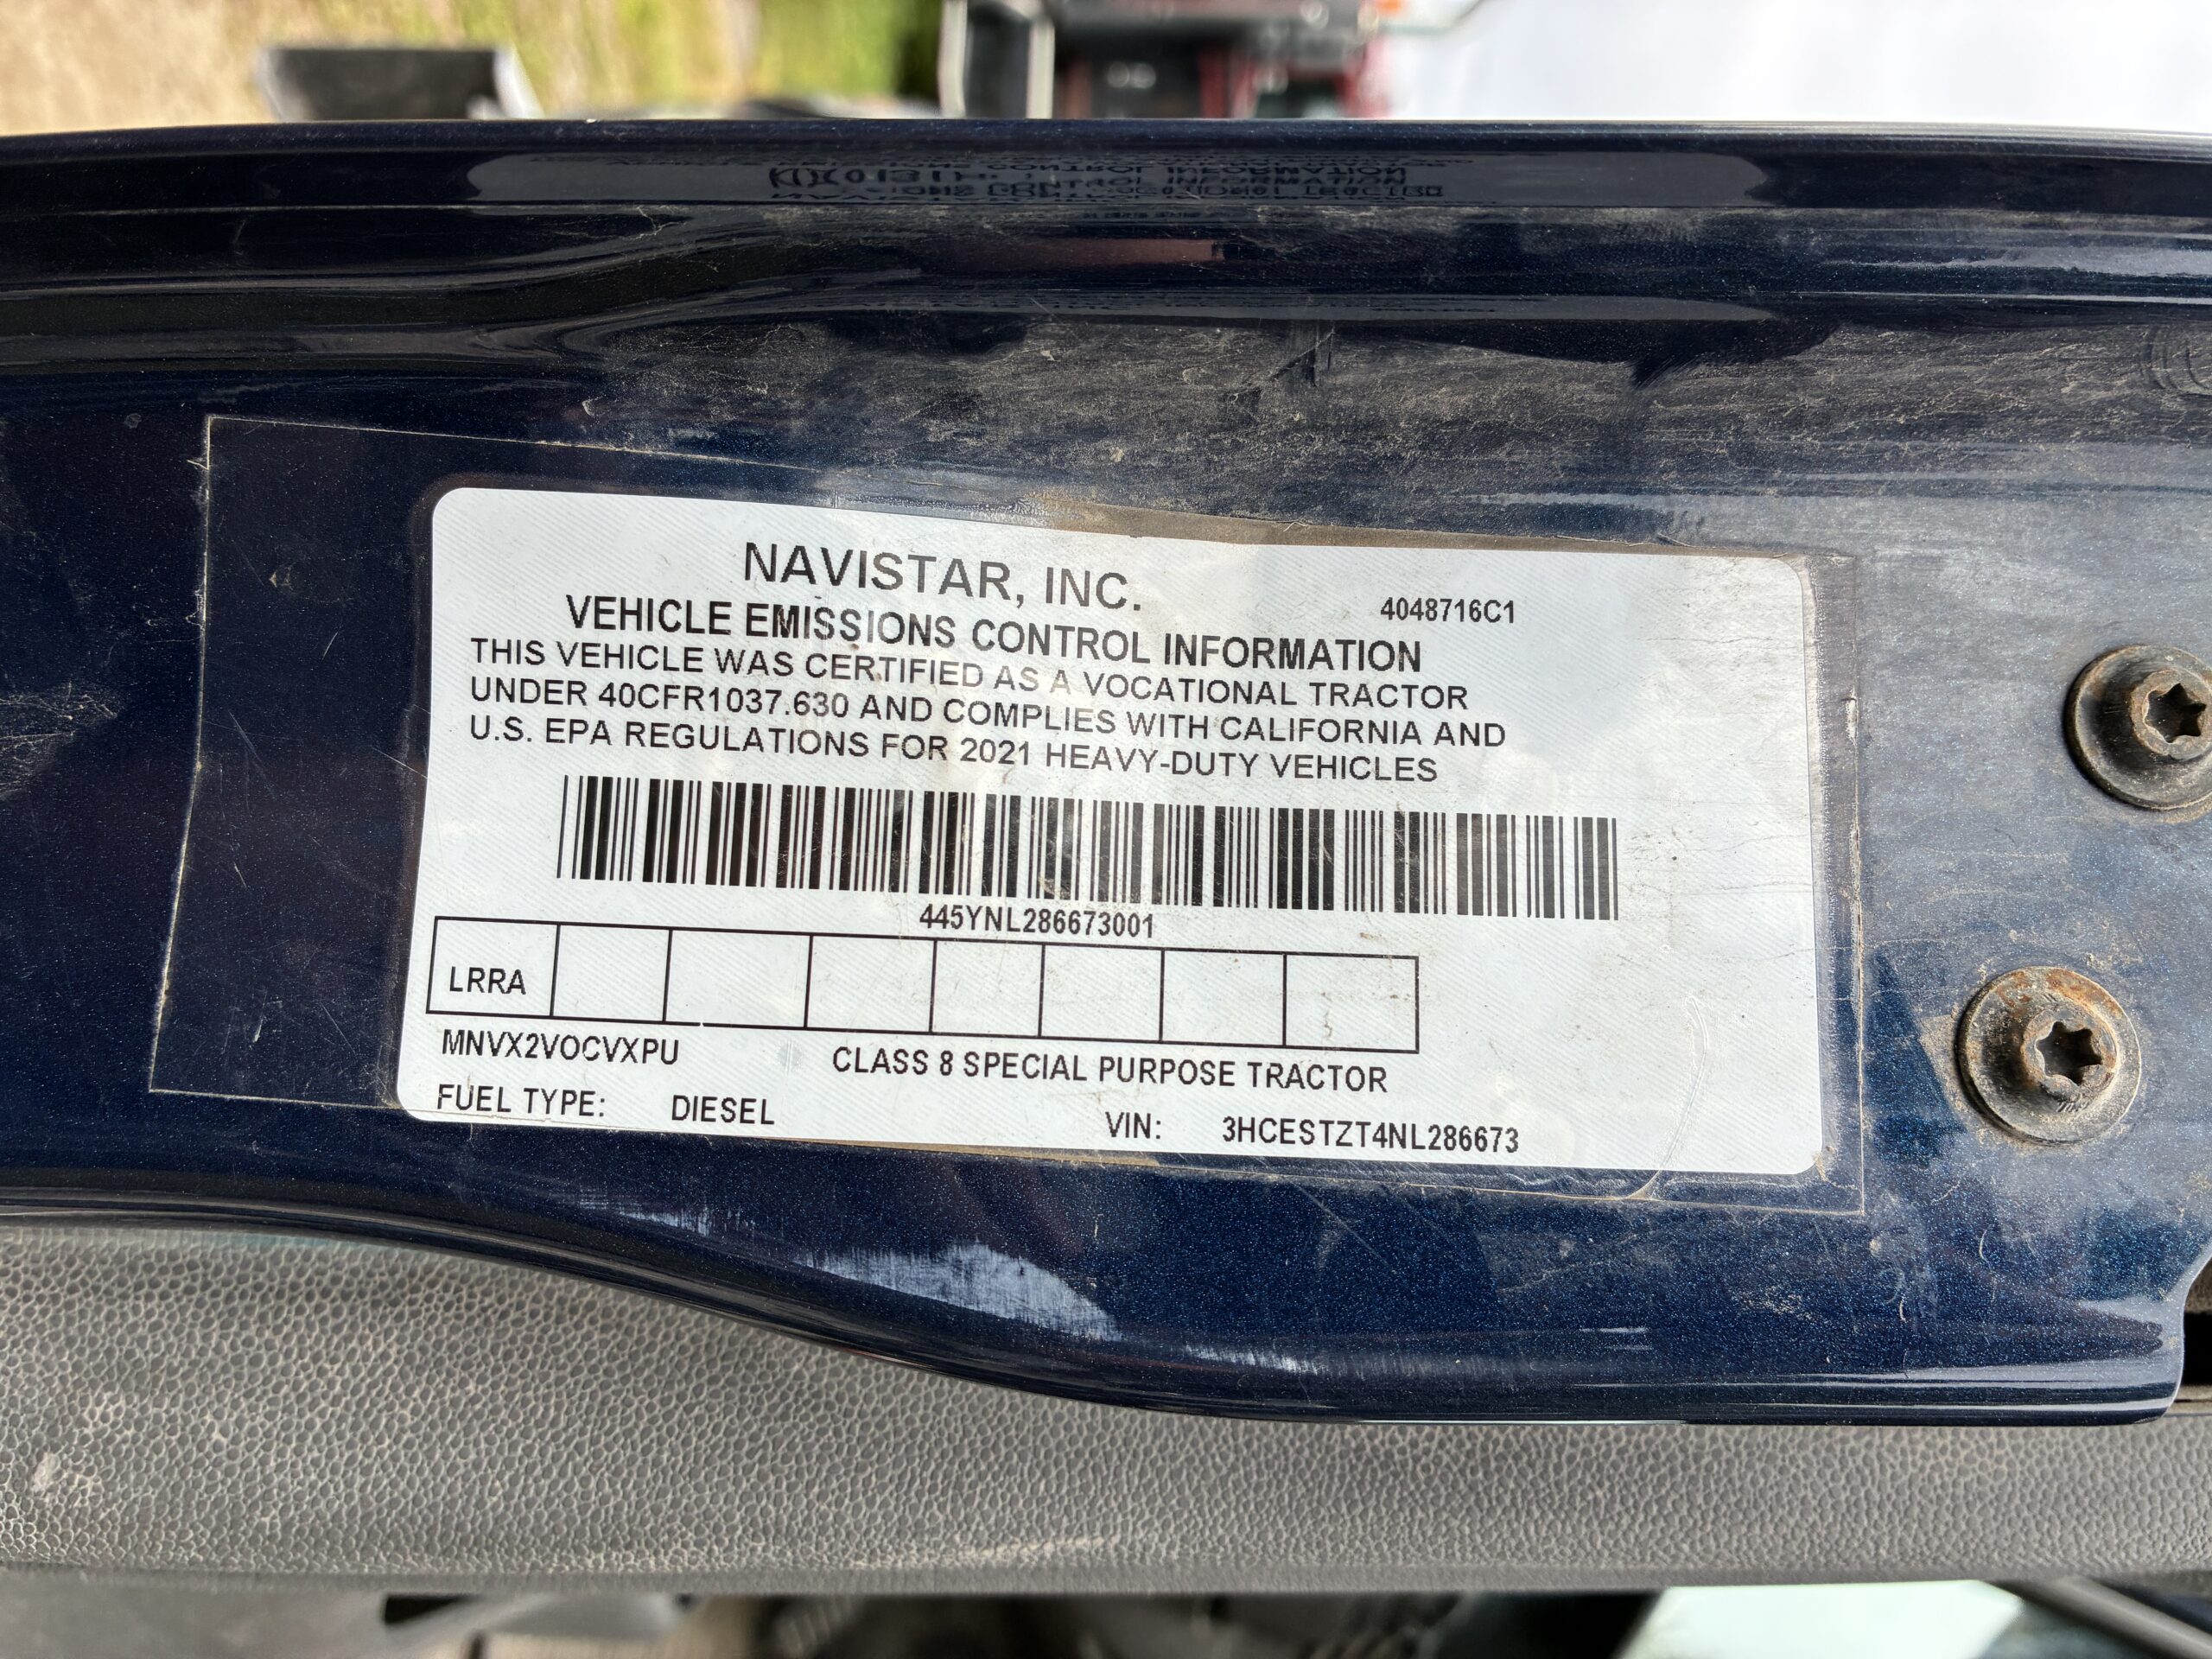 NAVISTAR, INC.
4048716C1
VEHICLE EMISSIONS CONTROL INFORMATION
THIS VEHICLE WAS CERTIFIED AS A VOCATIONAL TRACTOR
UNDER 40CFR1037.630 AND COMPLIES WITH CALIFORNIA AND
U.S. EPA REGULATIONS FOR 2021 HEAVY-DUTY VEHICLES
445YNL286673001
LRRA
MNVX2VOCVXPU CLASS 8 SPECIAL PURPOSE TRACTOR
FUEL TYPE: DIESEL VIN: 3HCESTZT4NL286673